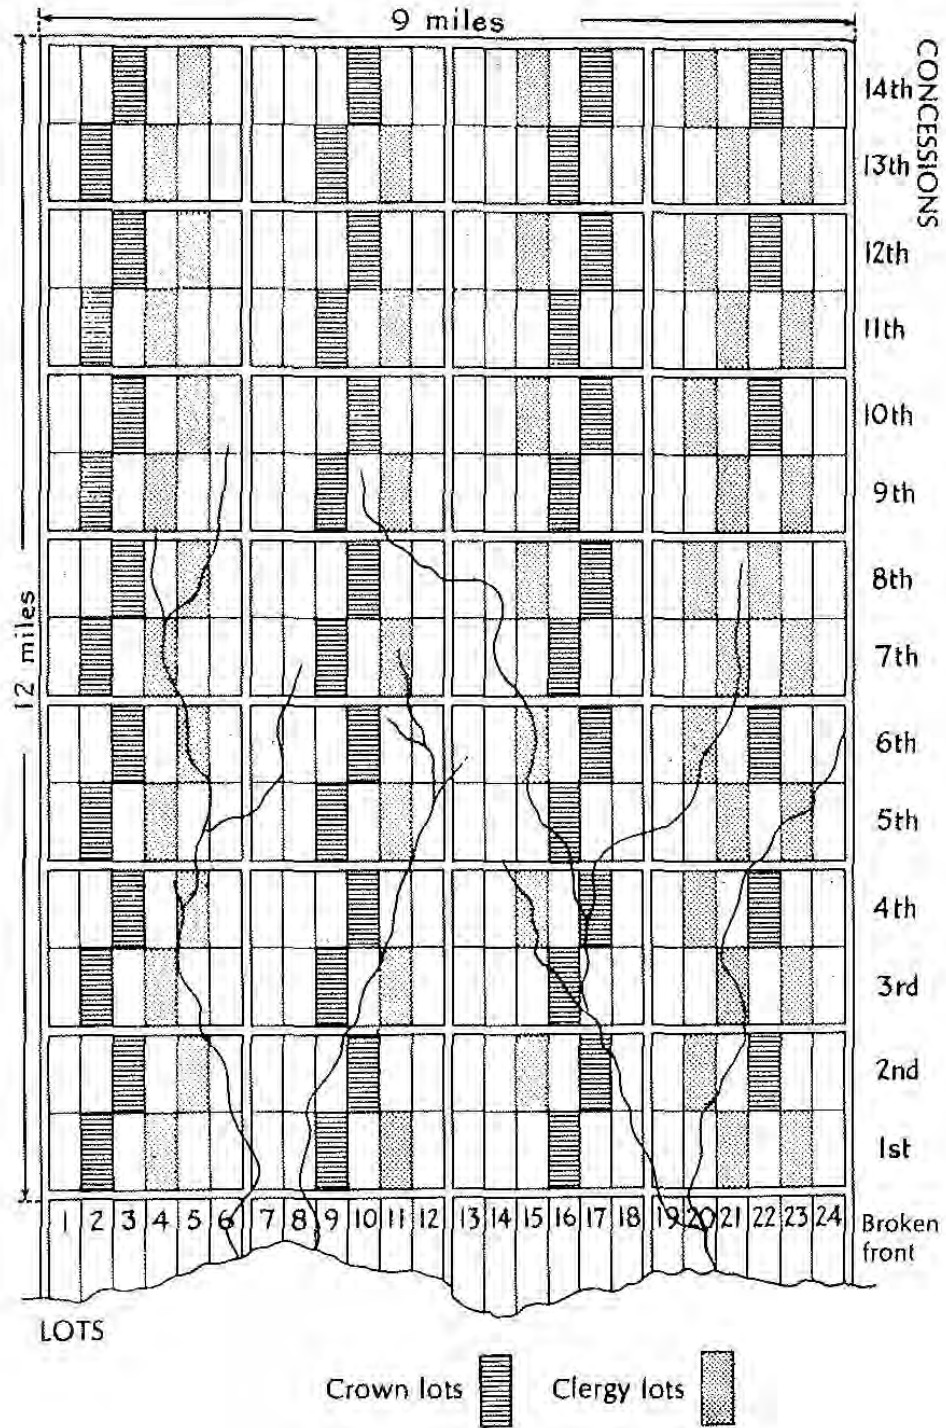 9 miles
CONCESSIONS
14th
13th
12th
11th
10th
9th
8th
7th
12 miles
6th
5th
4th
3rd
2nd
1st
1 2 3 4 5 6 7 8 9 10 11 12 13 14 15 16 17 18 19 20 21 22 23 24 Broken
front
LOTS
Crown lots Clergy lots